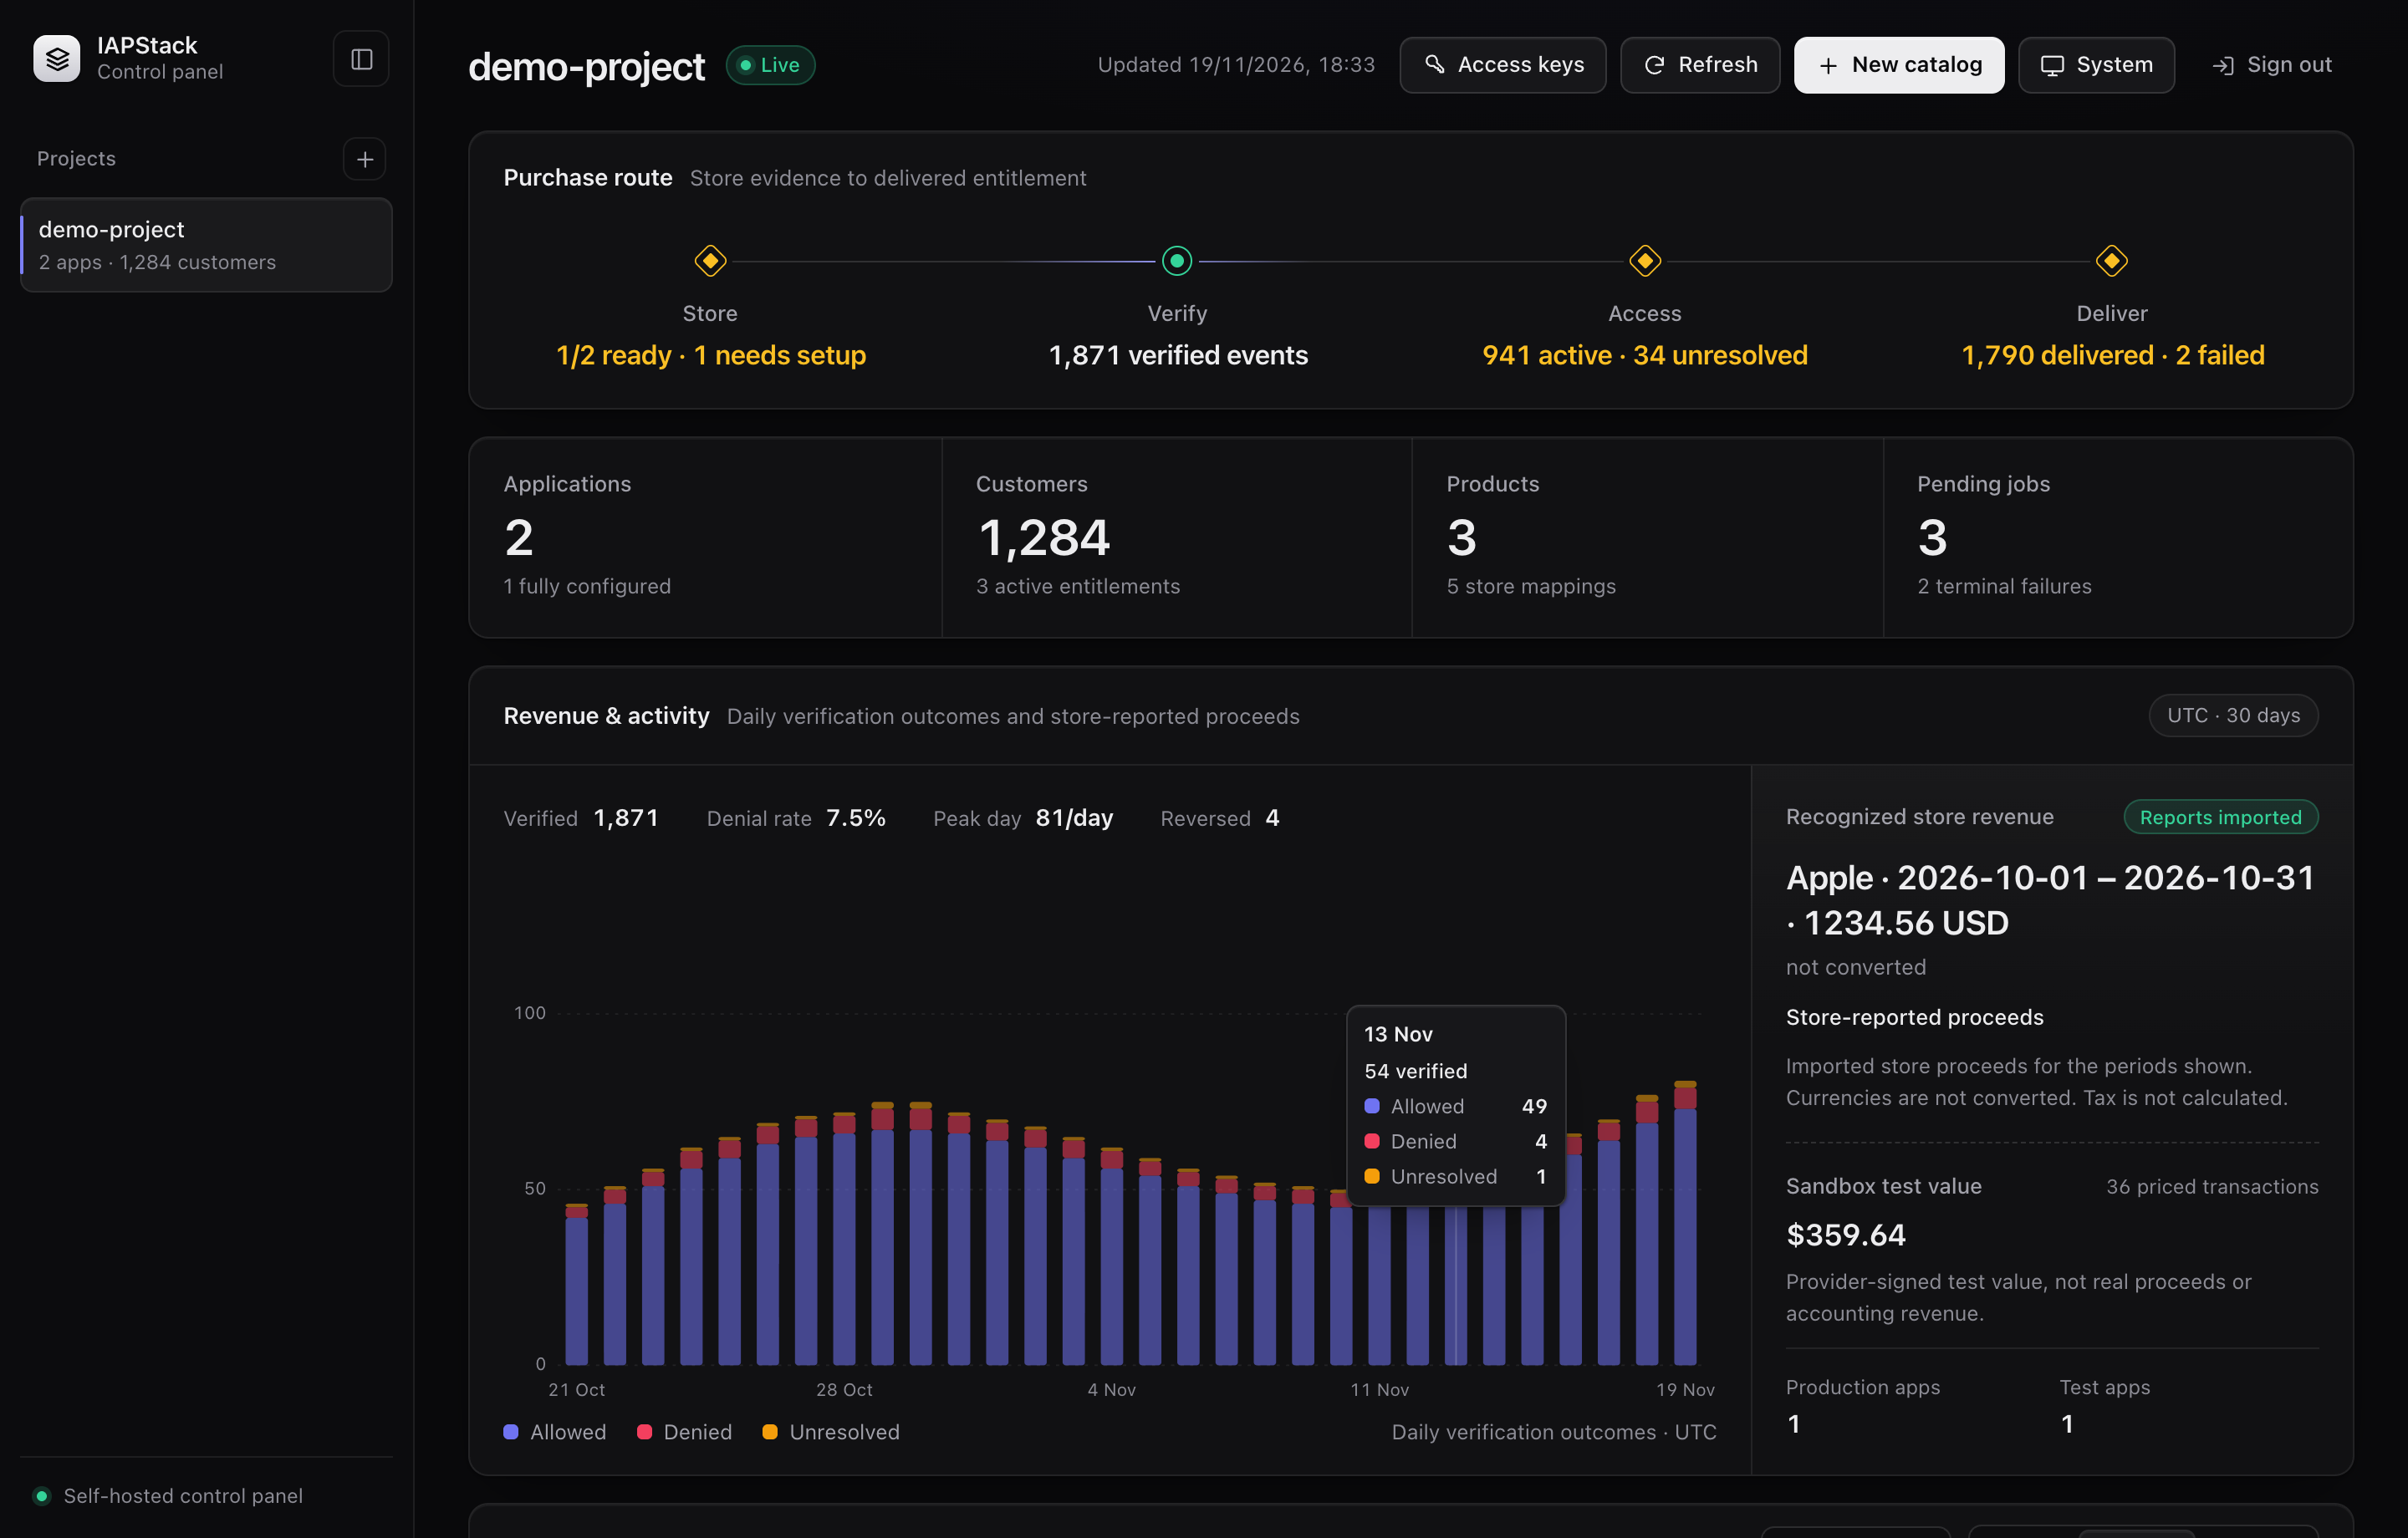 IAPStack
Control panel
Projects
demo-project
2 apps · 1,284 customers
Self-hosted control panel
demo-project
Live
Updated 19/11/2026, 18:33
Access keys
Refresh
New catalog
System
Sign out
Purchase route Store evidence to delivered entitlement
Store
1/2 ready · 1 needs setup
Verify
1,871 verified events
Access
941 active · 34 unresolved
Deliver
1,790 delivered · 2 failed
Applications
2
1 fully configured
Customers
1,284
3 active entitlements
Products
3
5 store mappings
Pending jobs
3
2 terminal failures
Revenue & activity Daily verification outcomes and store-reported proceeds
UTC · 30 days
Verified 1,871
Denial rate 7.5%
Peak day 81/day
Reversed 4
100
50
0
13 Nov
54 verified
Allowed 49
Denied 4
Unresolved 1
21 Oct
28 Oct
4 Nov
11 Nov
19 Nov
Allowed
Denied
Unresolved
Daily verification outcomes · UTC
Recognized store revenue
Reports imported
Apple · 2026-10-01 – 2026-10-31
· 1234.56 USD
not converted
Store-reported proceeds
Imported store proceeds for the periods shown.
Currencies are not converted. Tax is not calculated.
Sandbox test value
36 priced transactions
$359.64
Provider-signed test value, not real proceeds or
accounting revenue.
Production apps
1
Test apps
1